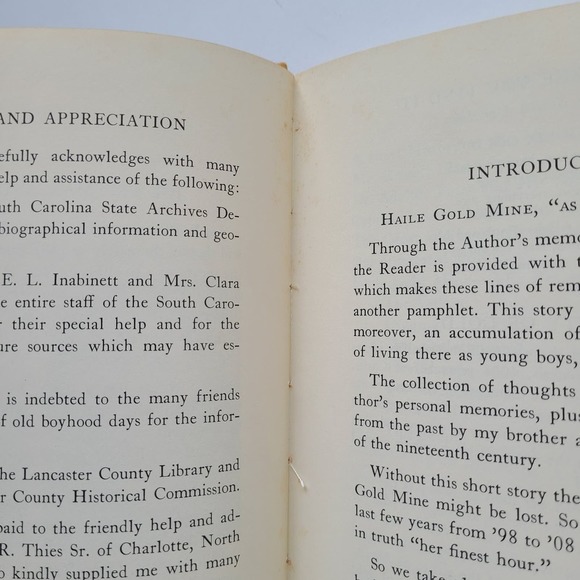 AND APPRECIATION
efully acknowledges with many
elp and assistance of the following:
uth Carolina State Archives De-
biographical information and geo-
E. L. Inabinett and Mrs. Clara
e entire staff of the South Caro-
r their special help and for the
ure sources which may have es-
is indebted to the many friends
of old boyhood days for the infor-
he Lancaster County Library and
r County Historical Commission.
paid to the friendly help and ad-
R. Thies Sr. of Charlotte, North
o kindly supplied me with many
INTRODUC
Haile Gold Mine, “as
Through the Author’s memo
the Reader is provided with t
which makes these lines of rem
another pamphlet. This story
moreover, an accumulation of
of living there as young boys,
The collection of thoughts
thor’s personal memories, plus
from the past by my brother a
of the nineteenth century.
Without this short story the
Gold Mine might be lost. So
last few years from ’98 to ’08
in truth “her finest hour.”
So we take